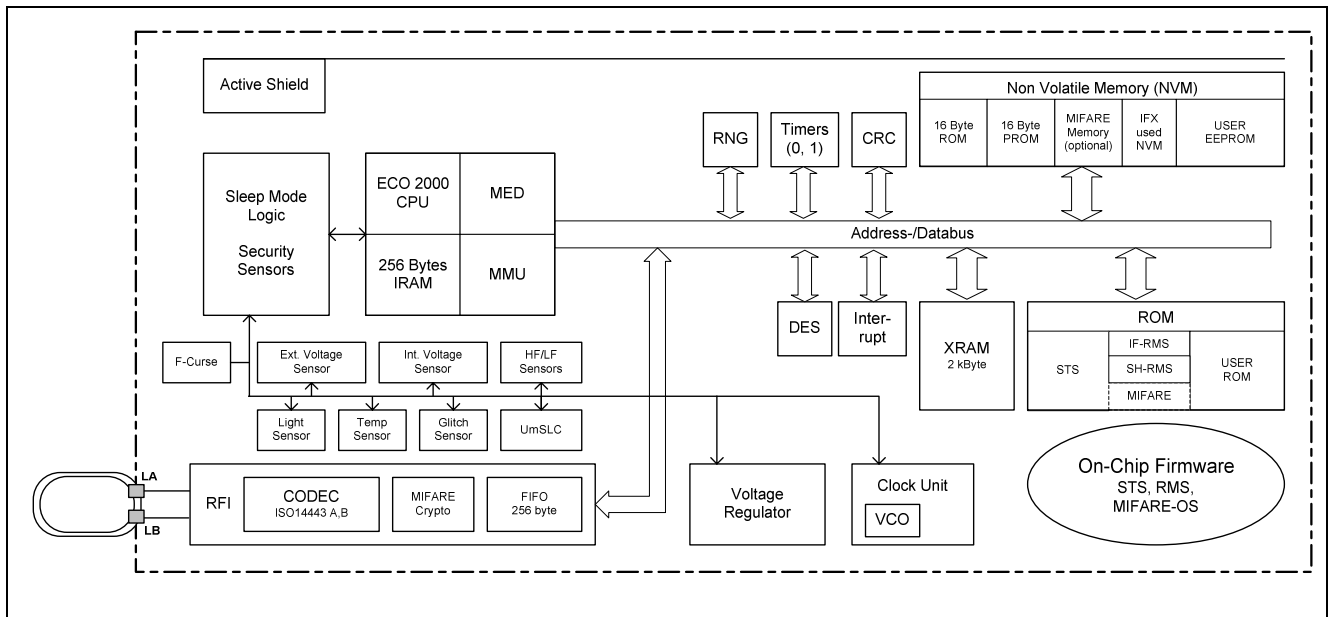 Active Shield
Non Volatile Memory (NVM)
16 Byte
ROM
16 Byte
PROM
MIFARE
Memory
(optional)
IFX
used
NVM
USER
EEPROM
RNG
Timers
(0, 1)
CRC
Sleep Mode
Logic
Security
Sensors
ECO 2000
CPU
MED
256 Bytes
IRAM
MMU
Address-/Databus
DES
Inter-
rupt
XRAM
2 kByte
ROM
STS
IF-RMS
SH-RMS
MIFARE
USER
ROM
F-Curse
Ext. Voltage
Sensor
Int. Voltage
Sensor
HF/LF
Sensors
Light
Sensor
Temp
Sensor
Glitch
Sensor
UmSLC
LA
LB
RFI
CODEC
ISO14443 A,B
MIFARE
Crypto
FIFO
256 byte
Voltage
Regulator
Clock Unit
VCO
On-Chip Firmware
STS, RMS,
MIFARE-OS